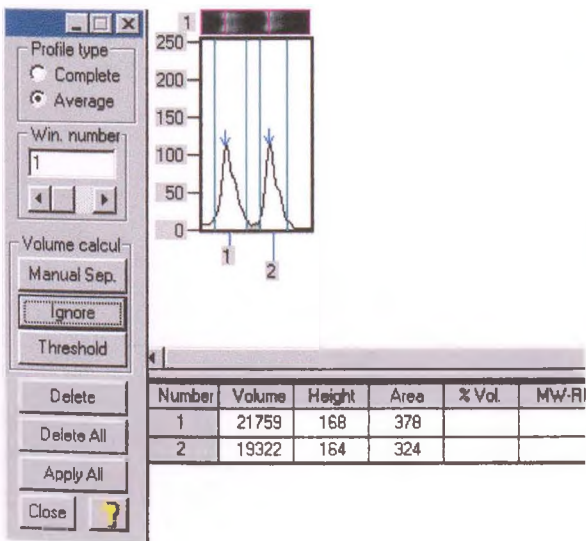 Profile type
Complete
Average
Win. number
1
Volume calcul
Manual Sep.
Ignore
Threshold
Delete
Delete All
Apply All
Close
?
1
250
200
150
100
50
0
1
2
Number Volume Height Area % Vol. MW-R
1 21759 168 378
2 19322 164 324